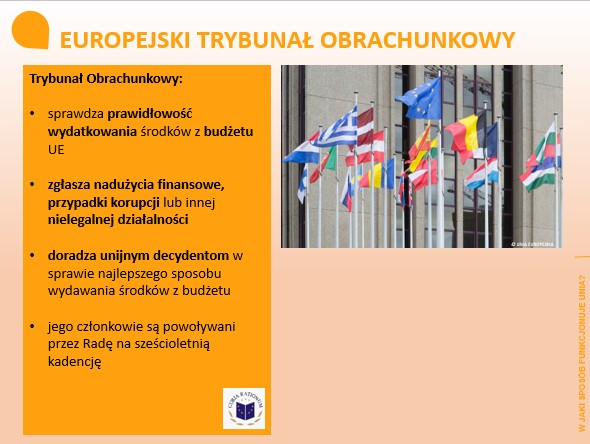 EUROPEJSKI TRYBUNAŁ OBRACHUNKOWY
Trybunał Obrachunkowy:
• sprawdza prawidłowość
wydatkowania środków z budżetu
UE
• zgłasza nadużycia finansowe,
przypadki korupcji lub innej
nielegalnej działalności
• doradza unijnym decydentom w
sprawie najlepszego sposobu
wydawania środków z budżetu
• jego członkowie są powoływani
przez Radę na sześcioletnią
kadencję
CURIA RATIONUM
© UNIA EUROPEJSKA
W JAKI SPOSÓB FUNKCJONUJE UNIA?